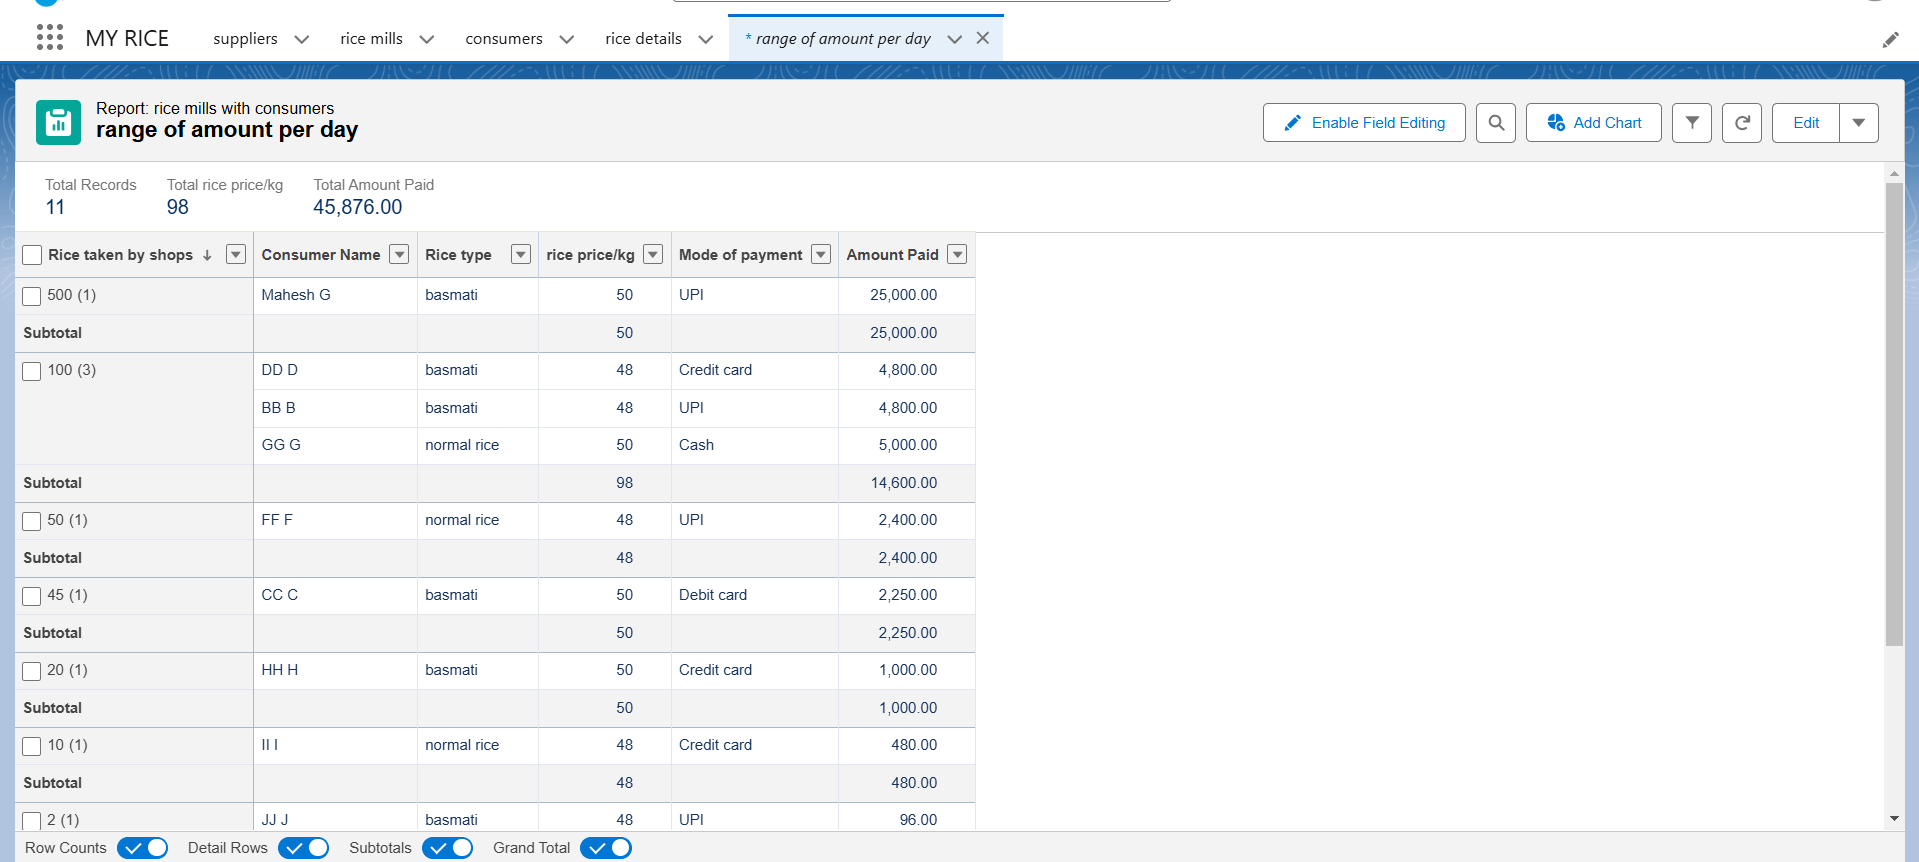 MY RICE suppliers rice mills consumers rice details * range of amount per day
Report: rice mills with consumers
range of amount per day
Enable Field Editing Add Chart Edit
Total Records Total rice price/kg Total Amount Paid
11 98 45,876.00
Rice taken by shops Consumer Name Rice type rice price/kg Mode of payment Amount Paid
500 (1) Mahesh G basmati 50 UPI 25,000.00
Subtotal 50 25,000.00
100 (3) DD D basmati 48 Credit card 4,800.00
BB B basmati 48 UPI 4,800.00
GG G normal rice 50 Cash 5,000.00
Subtotal 98 14,600.00
50 (1) FF F normal rice 48 UPI 2,400.00
Subtotal 48 2,400.00
45 (1) CC C basmati 50 Debit card 2,250.00
Subtotal 50 2,250.00
20 (1) HH H basmati 50 Credit card 1,000.00
Subtotal 50 1,000.00
10 (1) II I normal rice 48 Credit card 480.00
Subtotal 48 480.00
2 (1) JJ J basmati 48 UPI 96.00
Row Counts Detail Rows Subtotals Grand Total